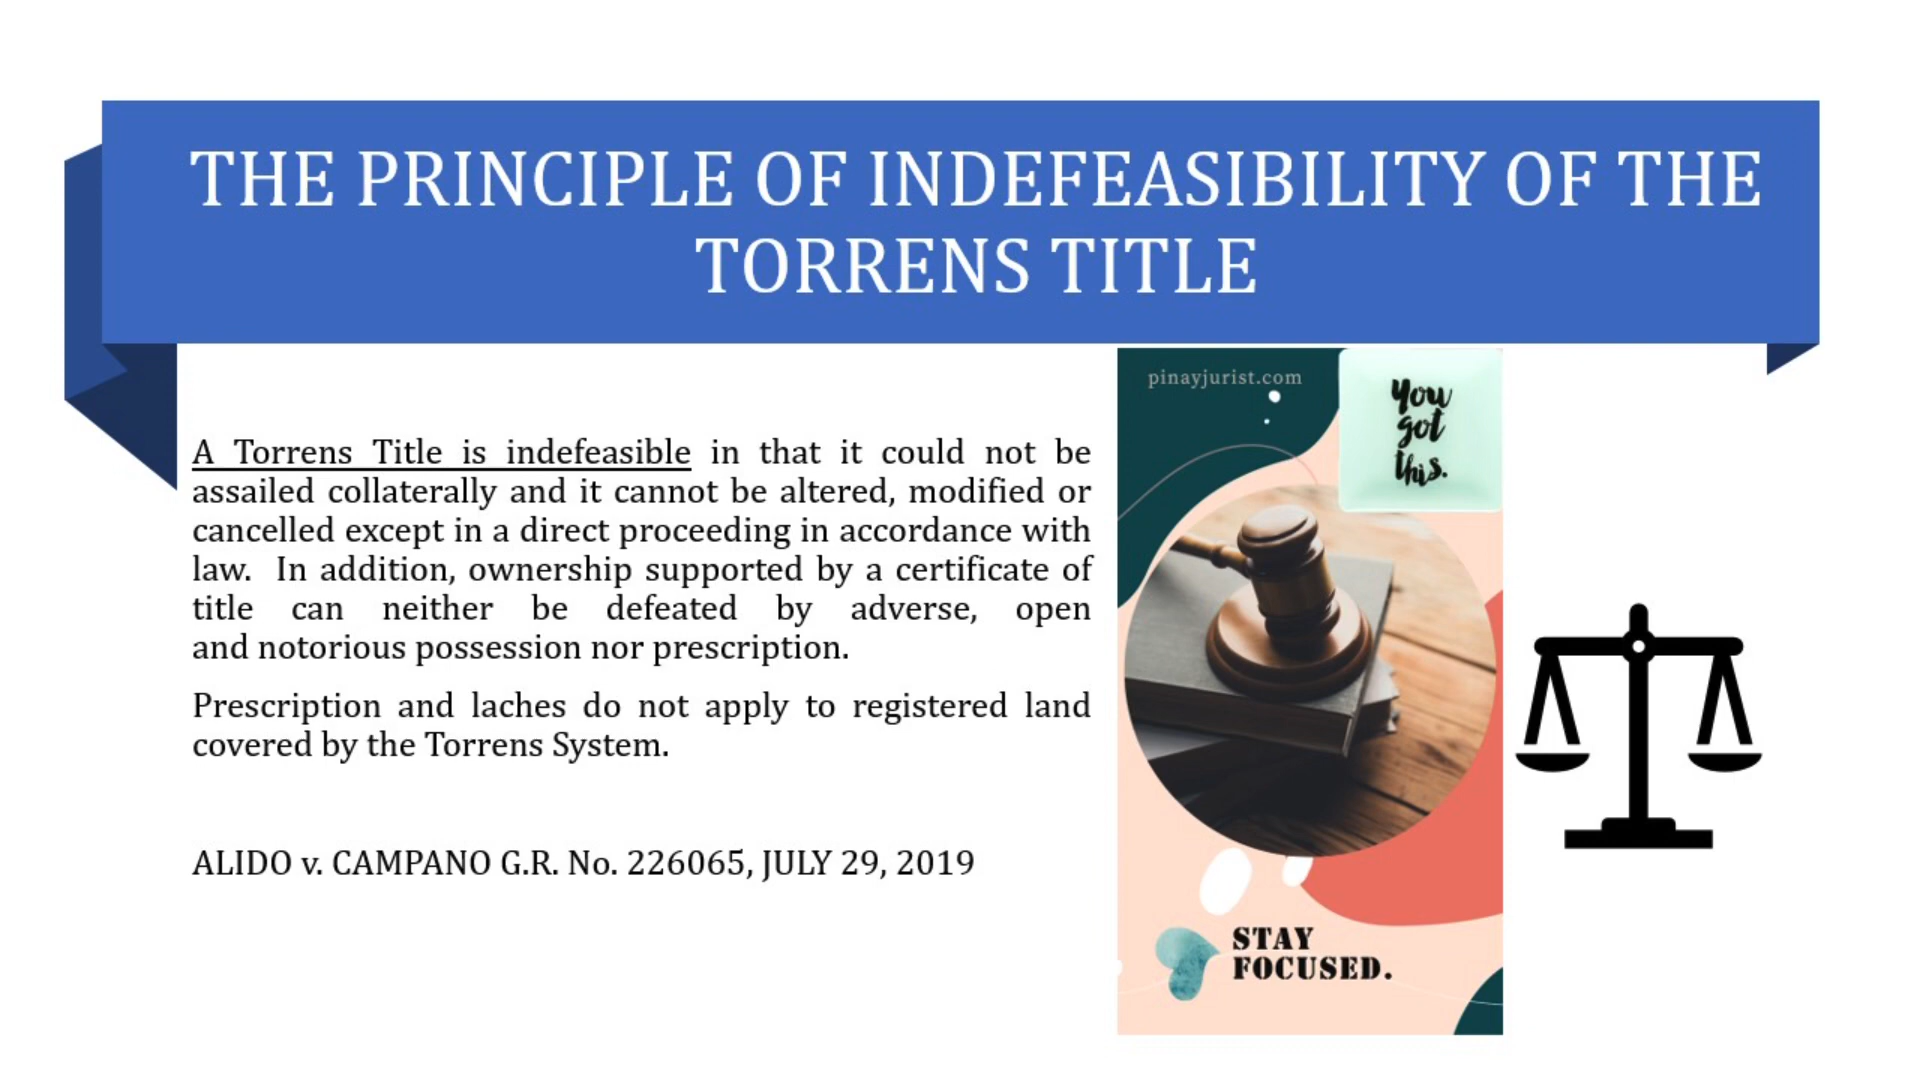 THE PRINCIPLE OF INDEFEASIBILITY OF THE
TORRENS TITLE
A Torrens Title is indefeasible in that it could not be
assailed collaterally and it cannot be altered, modified or
cancelled except in a direct proceeding in accordance with
law. In addition, ownership supported by a certificate of
title can neither be defeated by adverse, open
and notorious possession nor prescription.
Prescription and laches do not apply to registered land
covered by the Torrens System.
ALIDO v. CAMPANO G.R. No. 226065, JULY 29, 2019
pinayjurist.com
You
got
this.
STAY
FOCUSED.